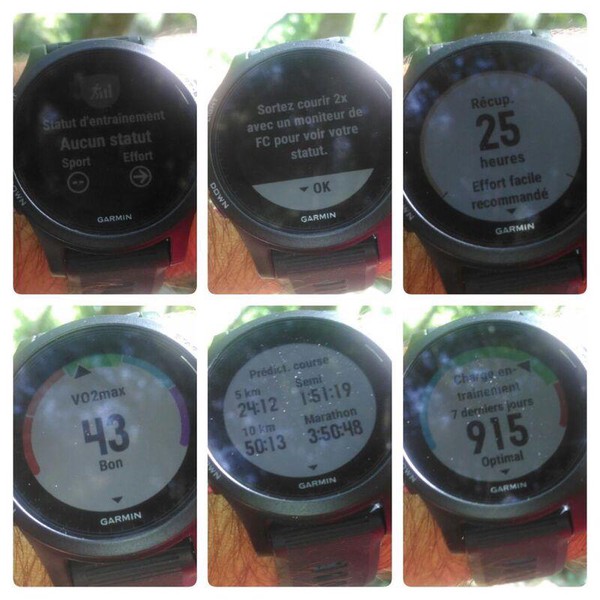 Statut d'entrainement
Aucun statut
Sport Effort
GARMIN
DOWN
Sortez courir 2x
avec un moniteur de
FC pour voir votre
statut.
OK
GARMIN
Récup.
25
heures
Effort facile
recommandé
GARMIN
VO2max
43
Bon
GARMIN
Prédict. course
5 km Semi
24:12 1:51:19
10 km Marathon
50:13 3:50:48
GARMIN
Charge en-
trainement
7 derniers jours
915
Optimal
GARMIN